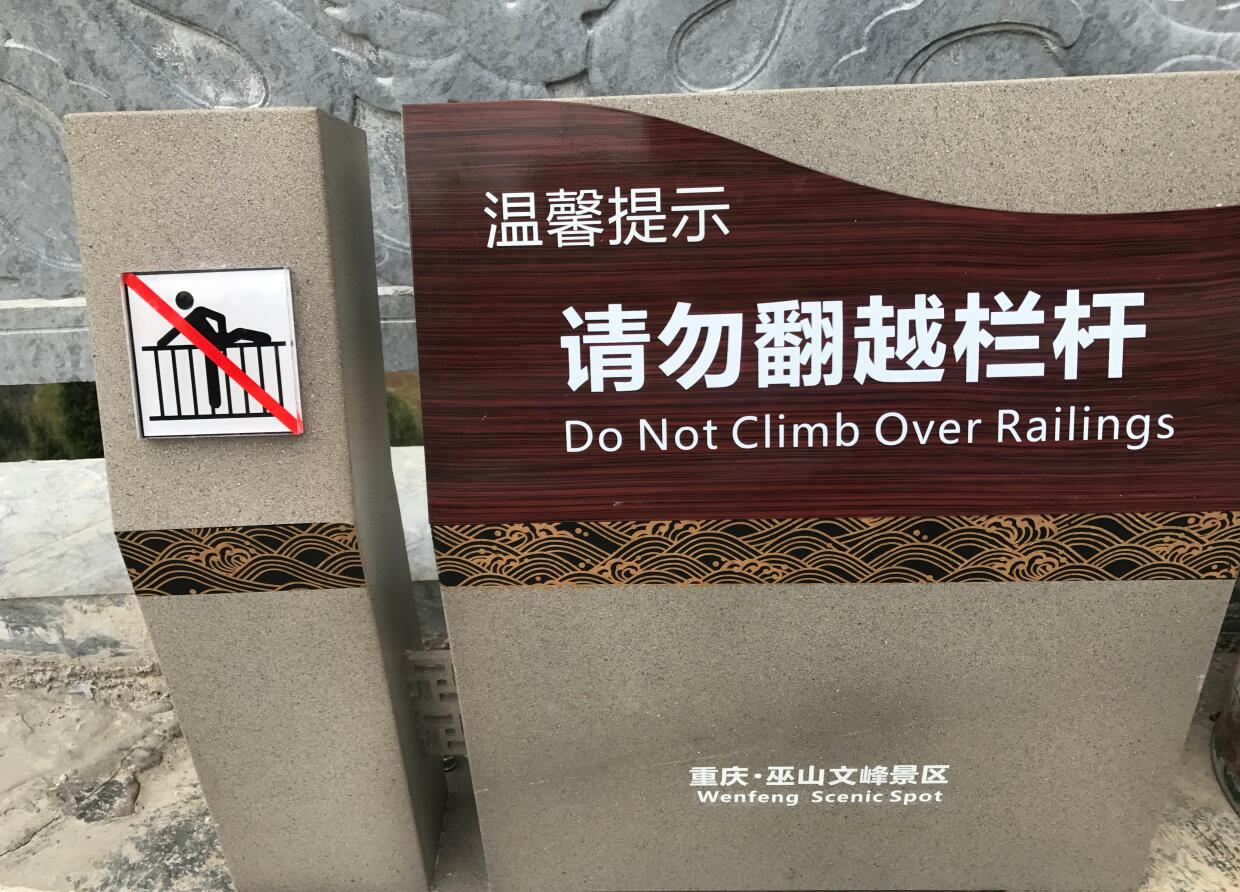 温馨提示
请勿翻越栏杆
Do Not Climb Over Railings
重庆·巫山文峰景区
Wenfeng Scenic Spot